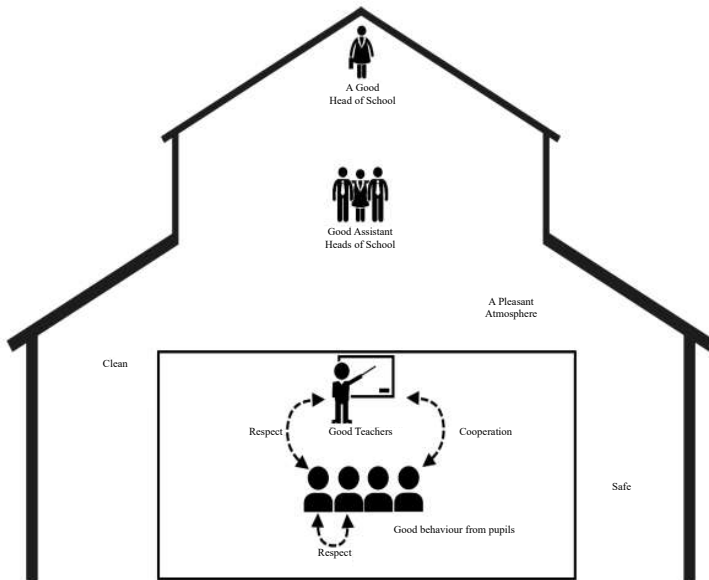 A Good
Head of School
Good Assistant
Heads of School
A Pleasant
Atmosphere
Clean
Respect
Good Teachers
Cooperation
Safe
Good behaviour from pupils
Respect